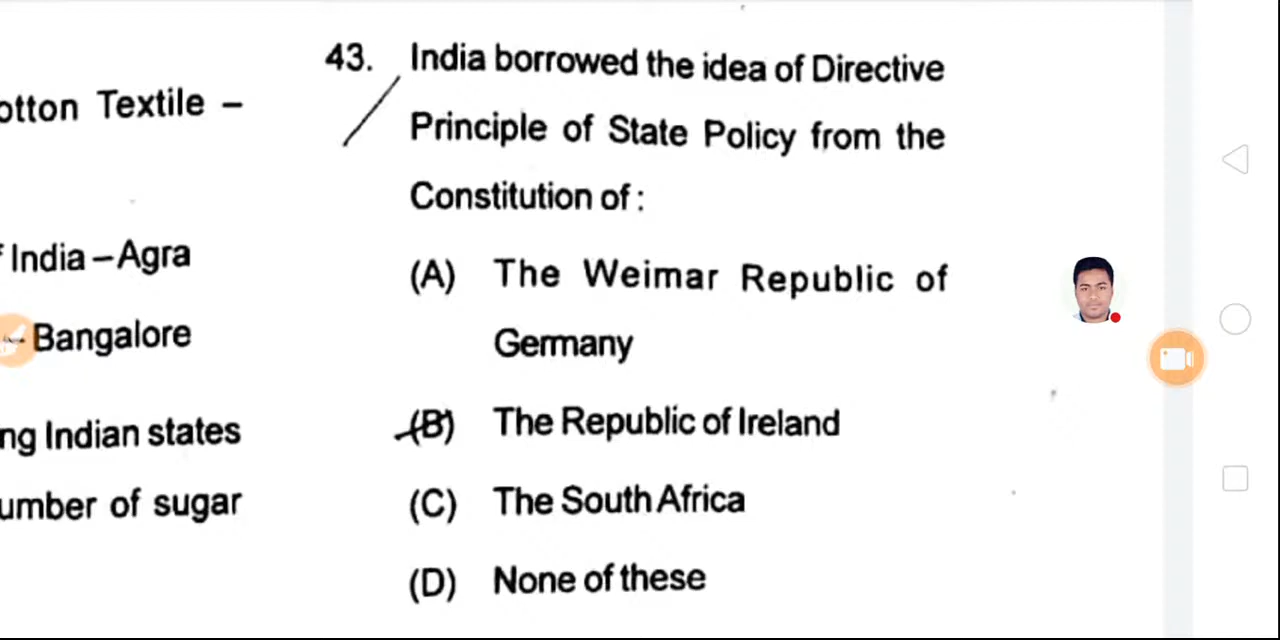 otton Textile –
India – Agra
Bangalore
ng Indian states
umber of sugar
43. India borrowed the idea of Directive
Principle of State Policy from the
Constitution of :
(A) The Weimar Republic of
Germany
(B) The Republic of Ireland
(C) The South Africa
(D) None of these